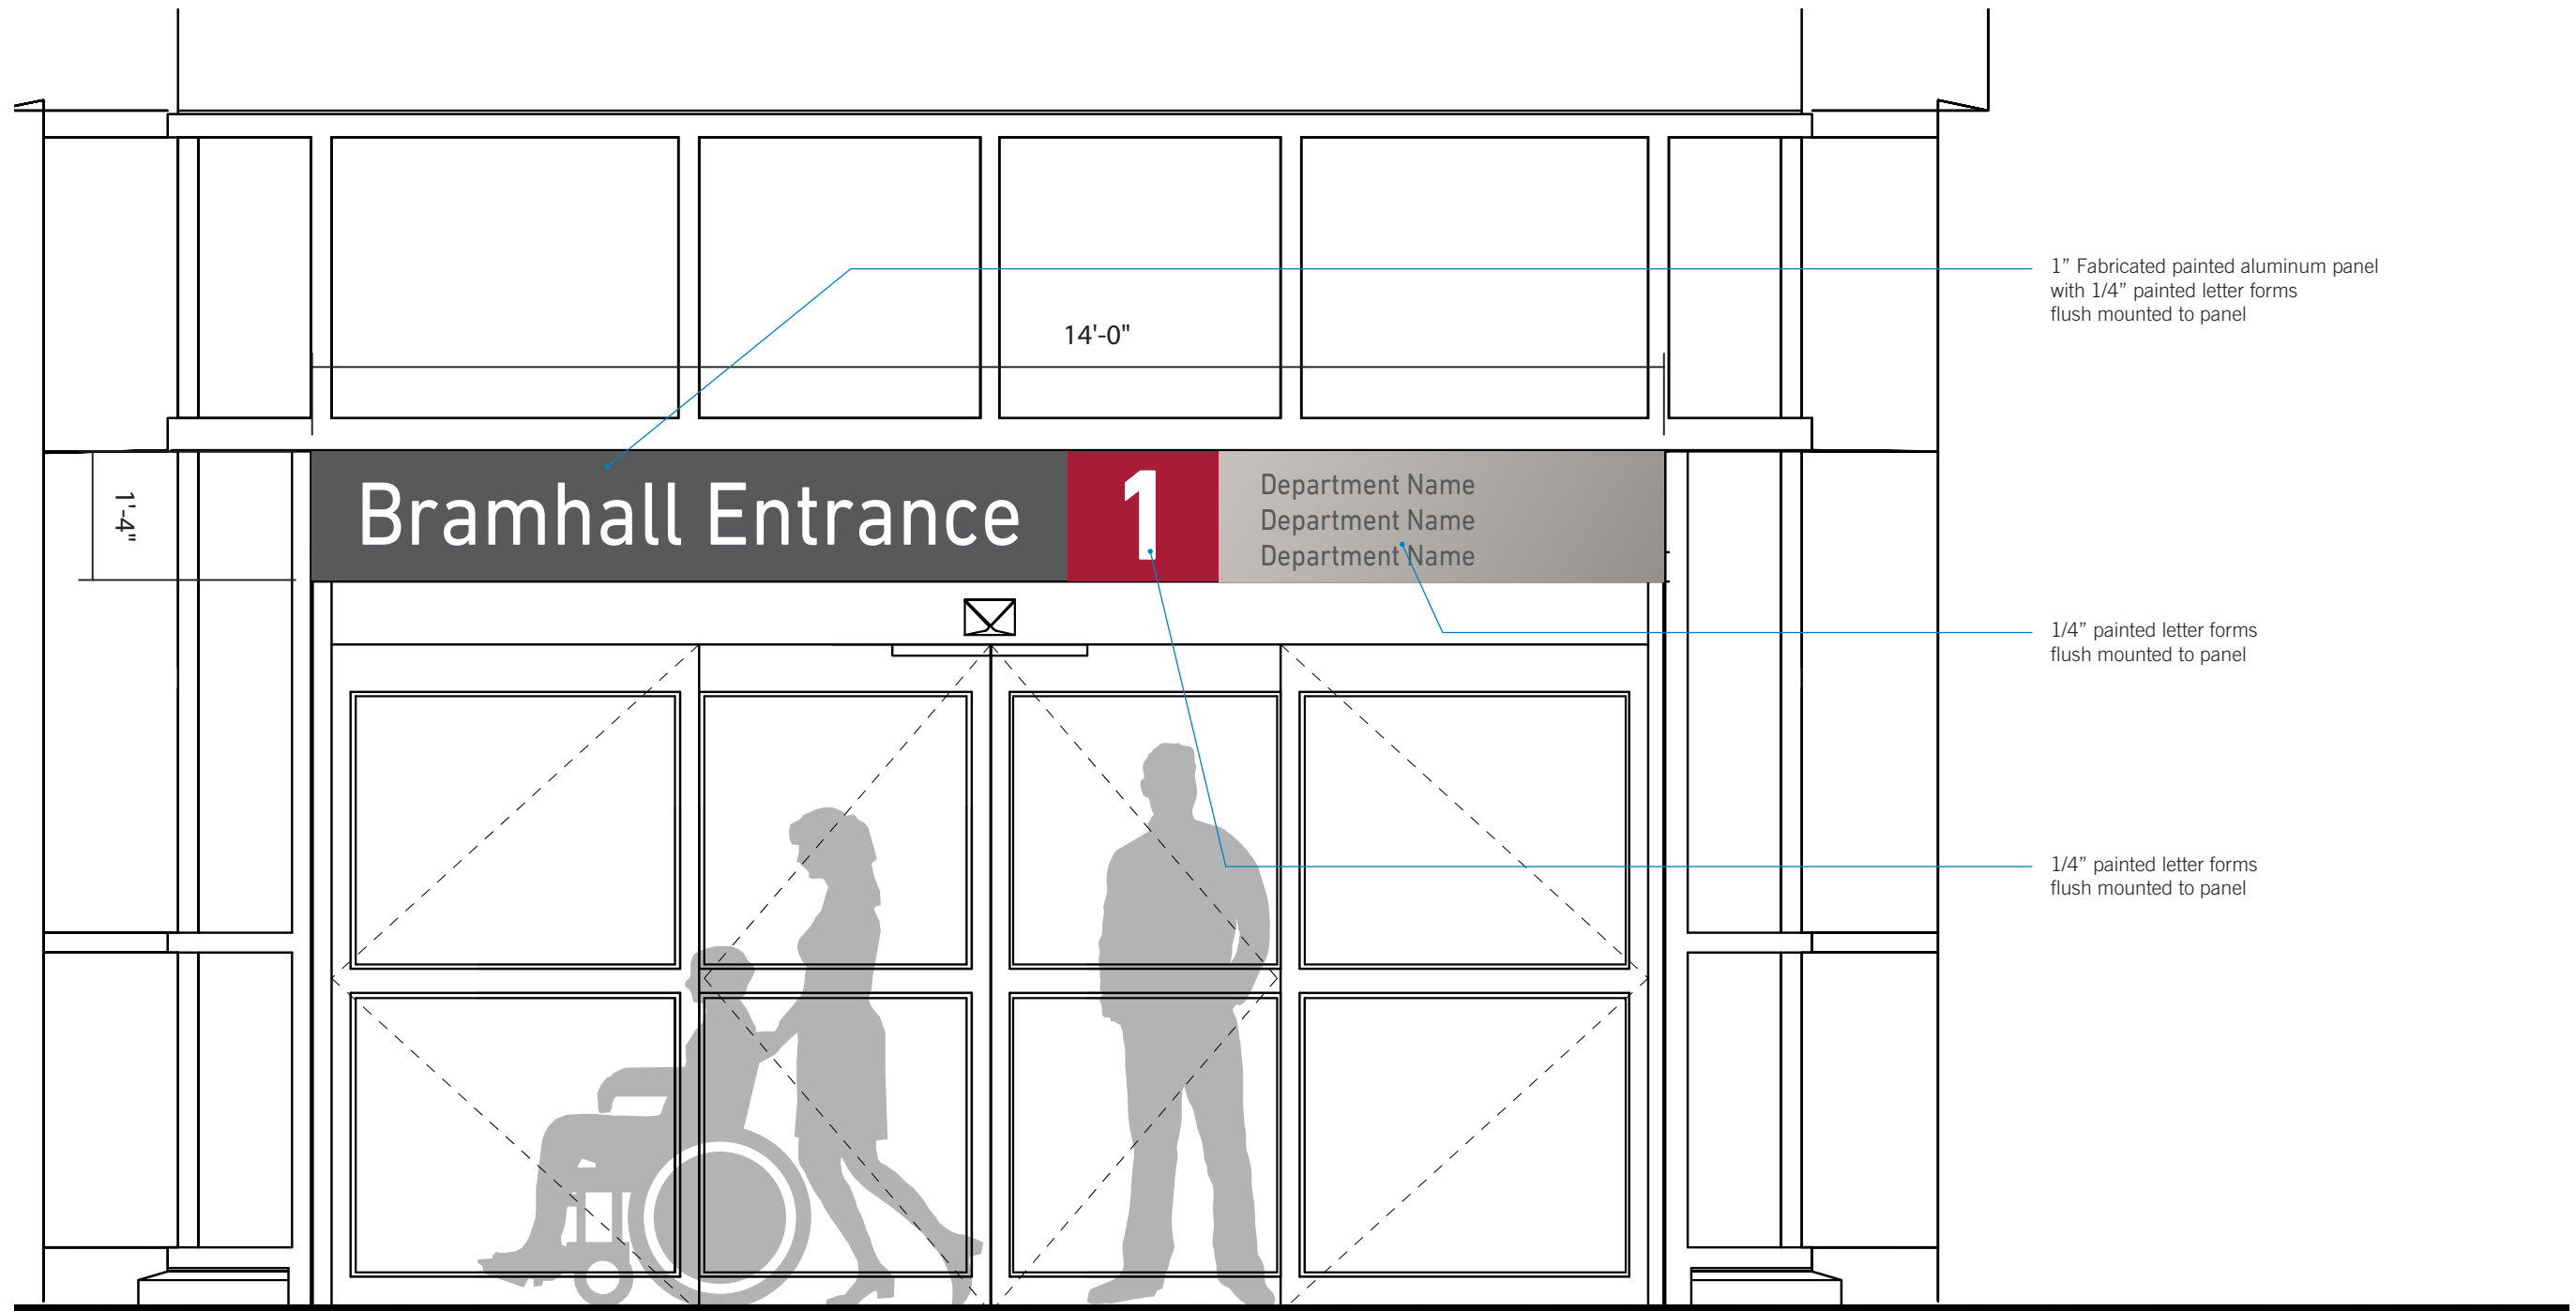 1” Fabricated painted aluminum panel
with 1/4” painted letter forms
flush mounted to panel
14'-0"
1'-4"
Bramhall Entrance
1
Department Name
Department Name
Department Name
1/4” painted letter forms
flush mounted to panel
1/4” painted letter forms
flush mounted to panel